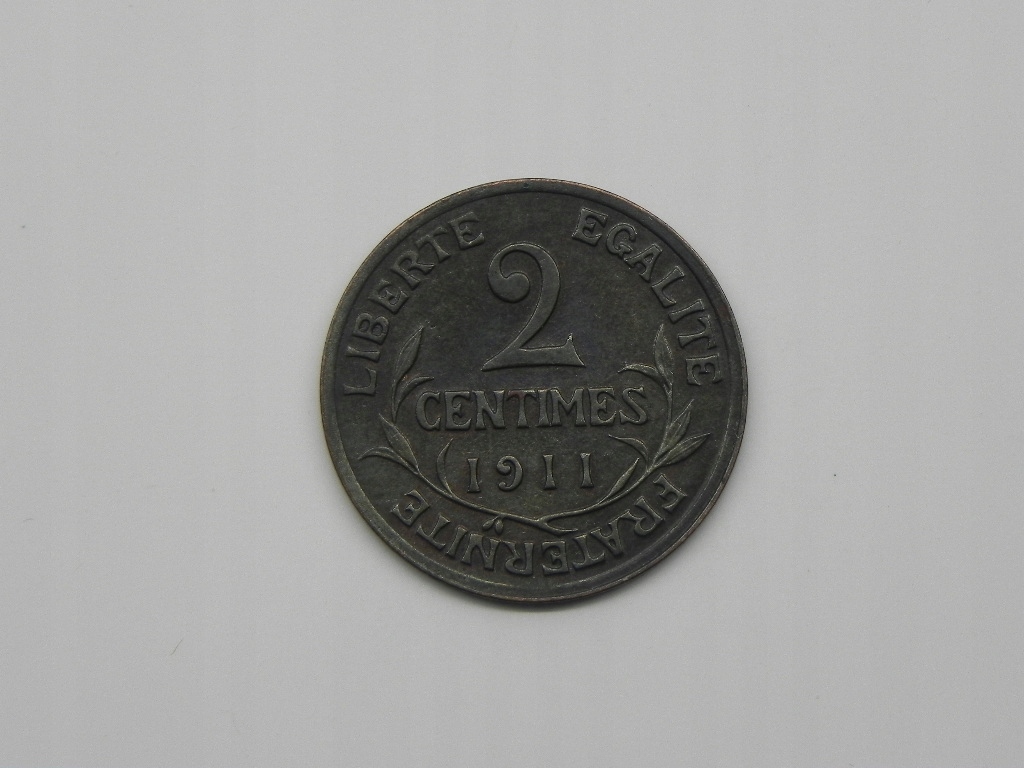 LIBERTE EGALITE FRATERNITE
2
CENTIMES
1911